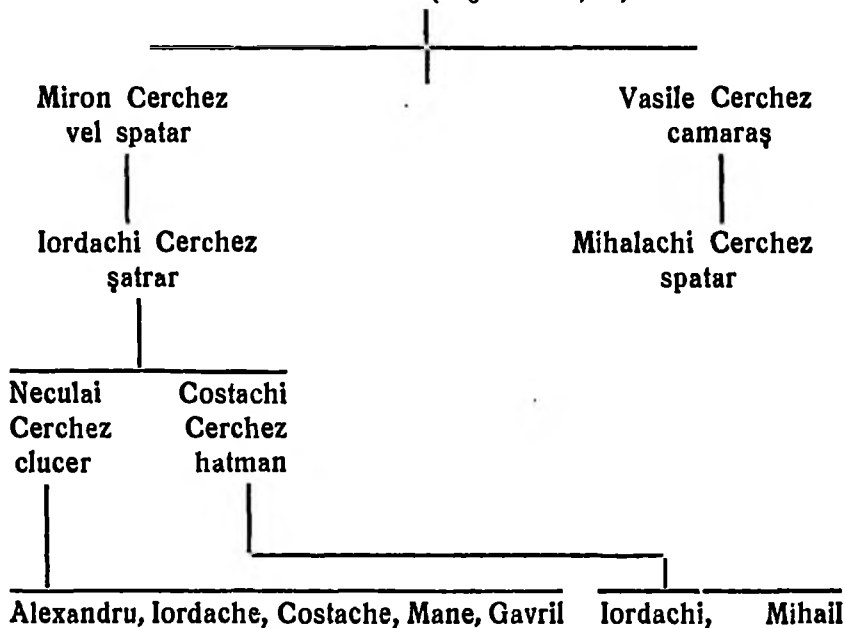 Miron Cerchez
vel spatar
Vasile Cerchez
camaraş
Iordachi Cerchez
şatrar
Mihalachi Cerchez
spatar
Neculai
Cerchez
clucer
Costachi
Cerchez
hatman
Alexandru, Iordache, Costache, Mane, Gavril
Iordachi, Mihail